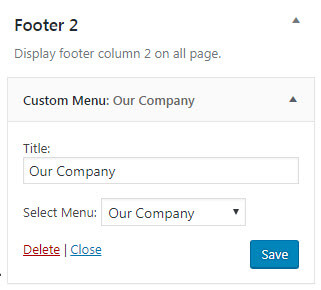 Footer 2
Display footer column 2 on all page.
Custom Menu: Our Company
Title:
Our Company
Select Menu: Our Company
Delete | Close Save